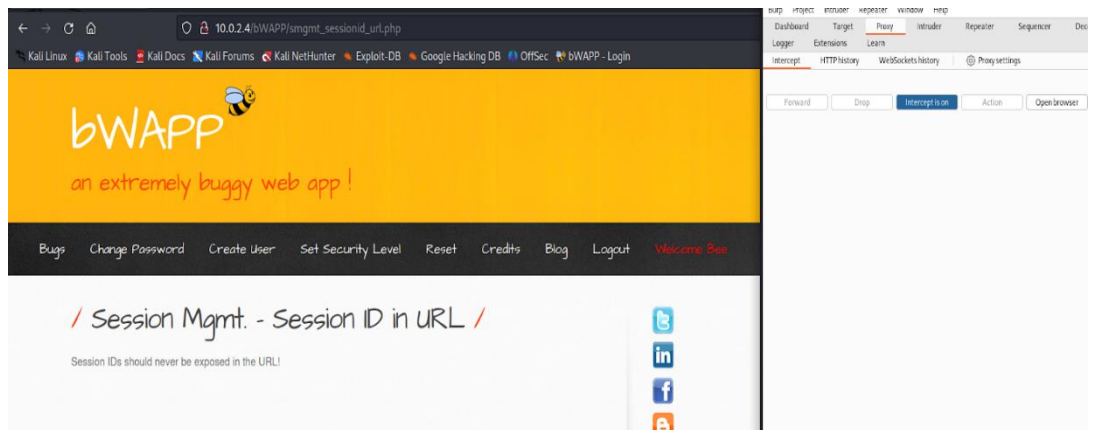 10.0.2.4/bWAPP/smgmt_sessionid_url.php
Kali Linux Kali Tools Kali Docs Kali Forums Kali NetHunter Exploit-DB Google Hacking DB OffSec bWAPP - Login
bWAPP
an extremely buggy web app !
Bugs Change Password Create User Set Security Level Reset Credits Blog Logout Welcome Bee
/ Session Mgmt. - Session ID in URL /
Session IDs should never be exposed in the URL!
Burp Project Intruder Repeater Window Help
Dashboard Target Proxy Intruder Repeater Sequencer
Logger Extensions Learn
Intercept HTTP history WebSockets history Proxy settings
Forward Drop Intercept is on Action Open browser